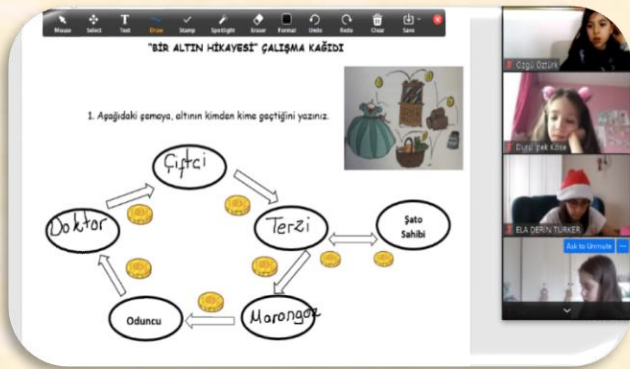 Mouse Select Text Draw Stamp Spotlight Eraser Format Undo Redo Clear Save
"BİR ALTIN HİKAYESİ" ÇALIŞMA KAĞIDI
1. Aşağıdaki şemaya, altının kimden kime geçtiğini yazınız.
Çiftçi
Doktor
Terzi
Şato
Sahibi
Oduncu
Marangoz
Özgü Öztürk
İpek Köse
ELA DERİN TÜRKER
Ask to Unmute